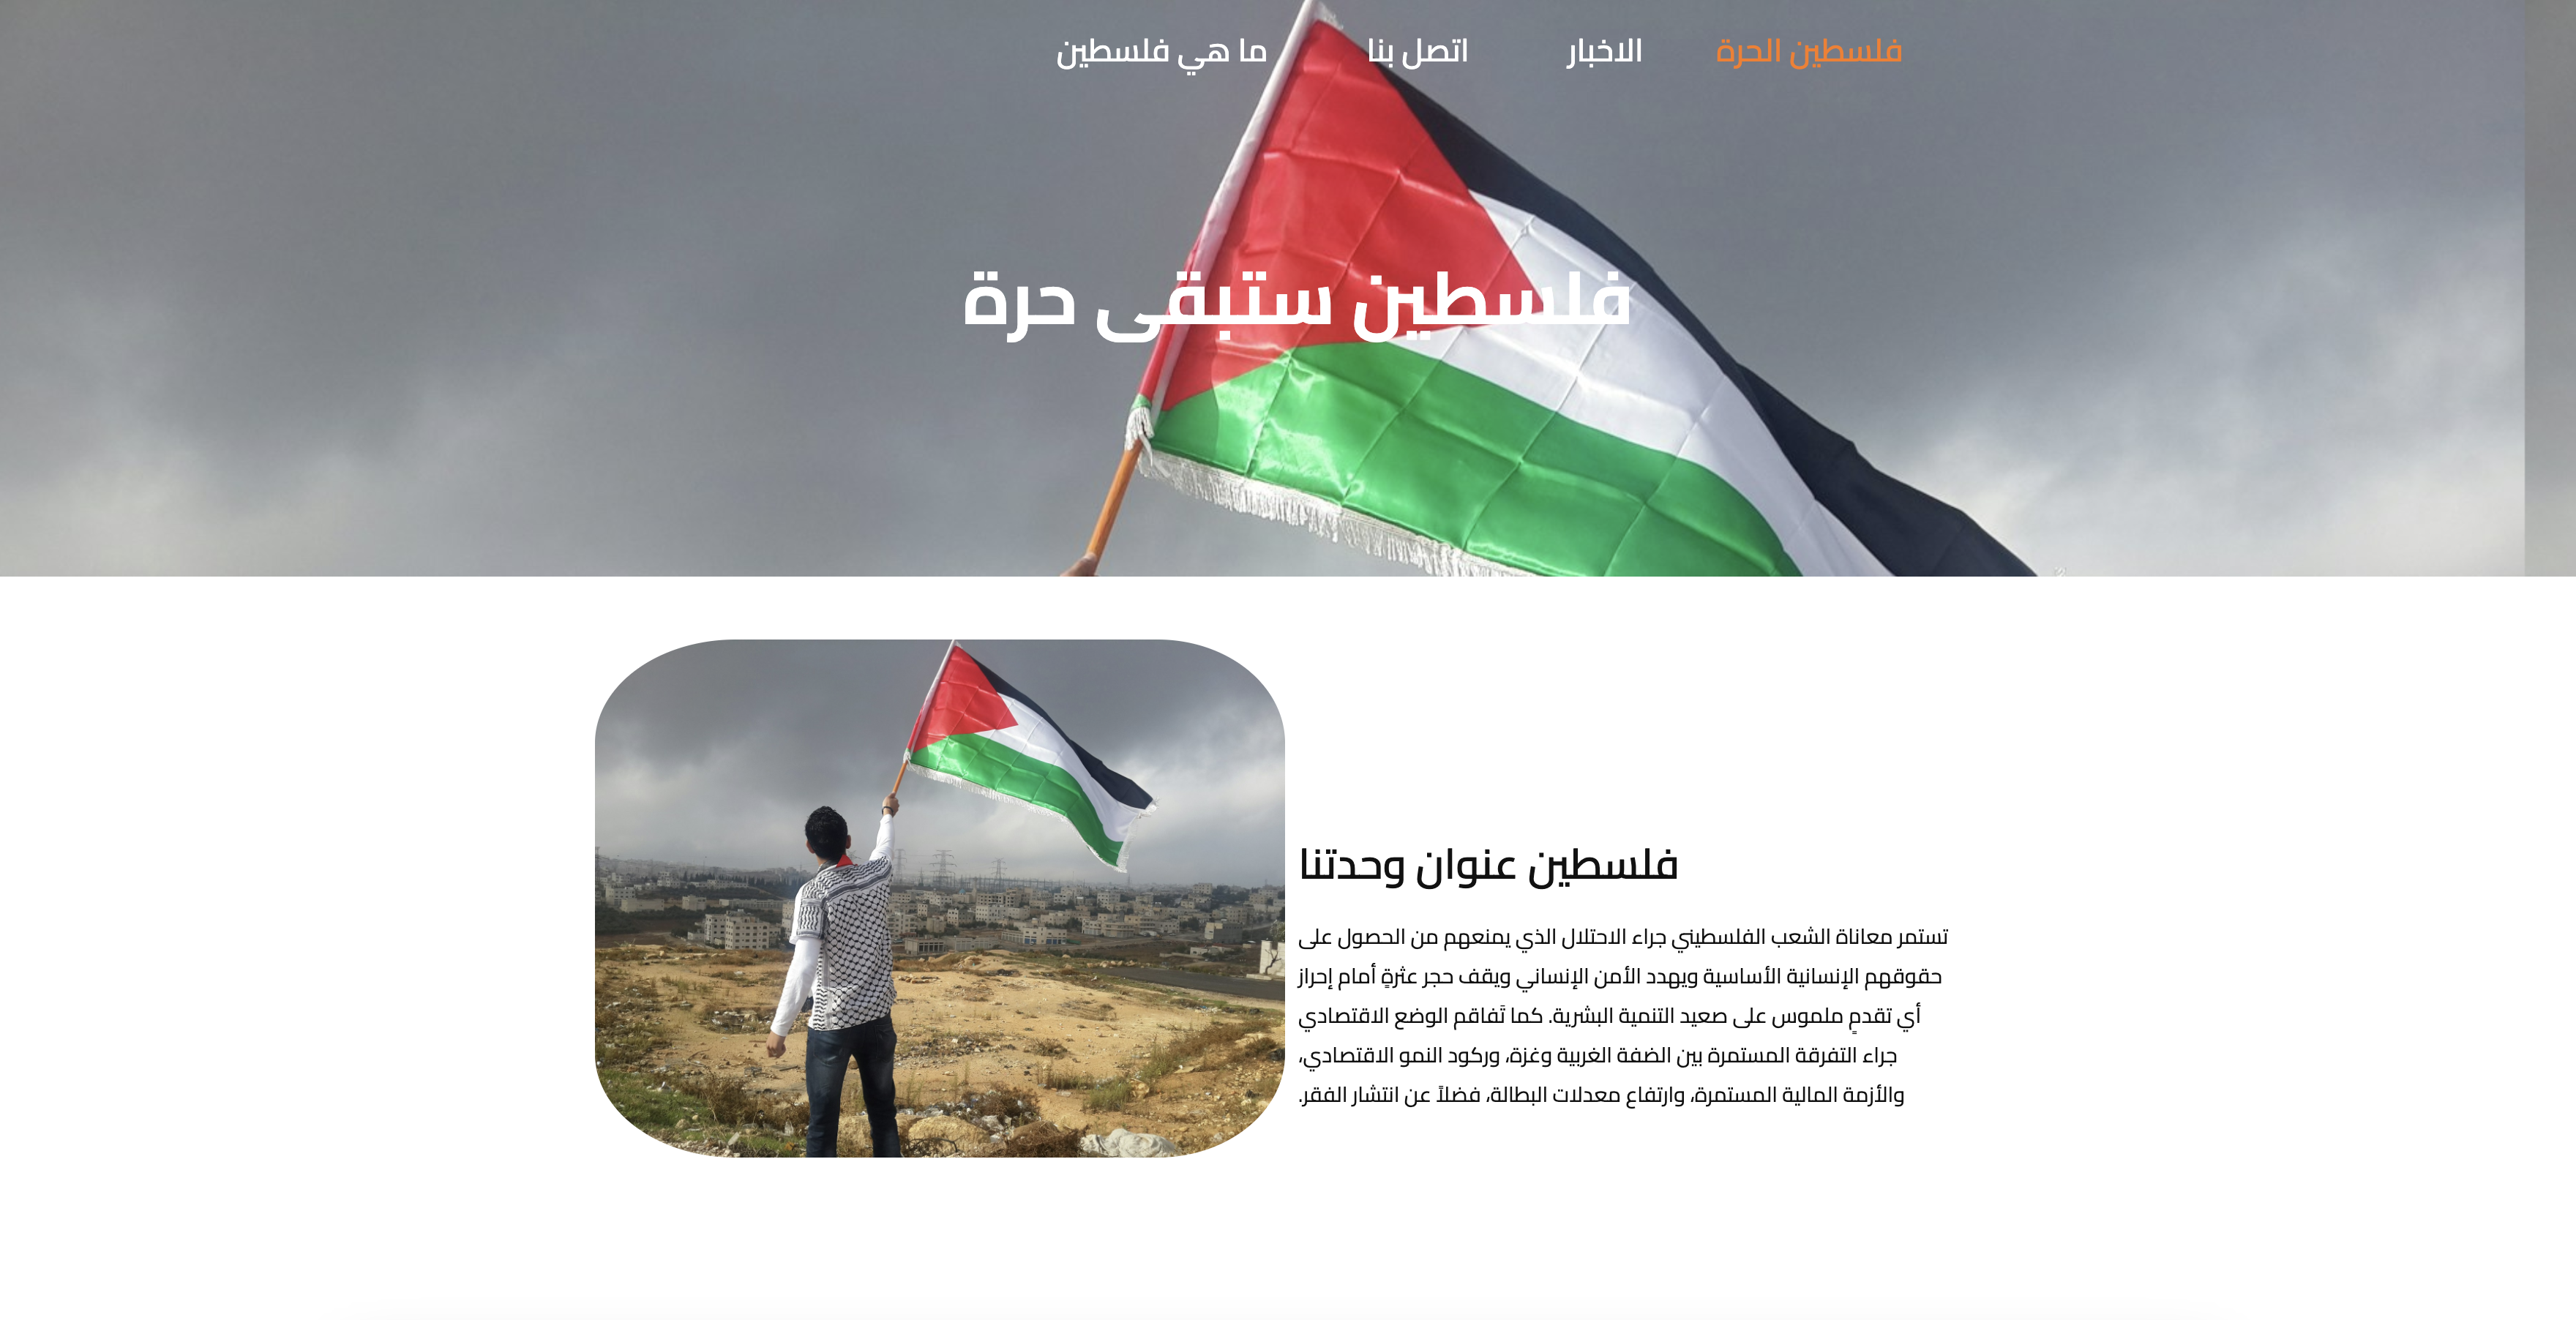 فلسطين الحرة الاخبار اتصل بنا ما هي فلسطين
فلسطين ستبقى حرة
فلسطين عنوان وحدتنا
تستمر معاناة الشعب الفلسطيني جراء الاحتلال الذي يمنعهم من الحصول على
حقوقهم الإنسانية الأساسية ويهدد الأمن الإنساني ويقف حجر عثرةٍ أمام إحراز
أي تقدمٍ ملموس على صعيد التنمية البشرية. كما تَفاقم الوضع الاقتصادي
جراء التفرقة المستمرة بين الضفة الغربية وغزة، وركود النمو الاقتصادي،
والأزمة المالية المستمرة، وارتفاع معدلات البطالة، فضلاً عن انتشار الفقر.